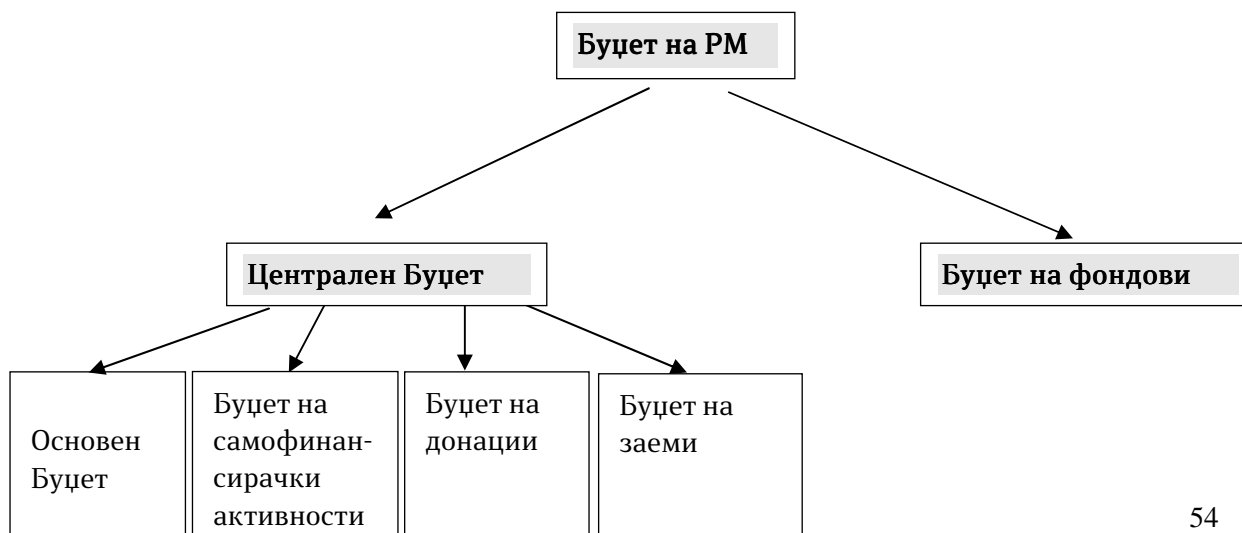 Буџет на РМ
Централен Буџет
Буџет на фондови
Основен
Буџет
Буџет на
самофинан-
сирачки
активности
Буџет на
донации
Буџет на
заеми
54